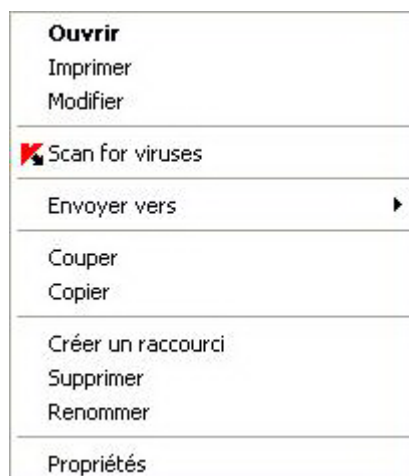 Ouvrir
Imprimer
Modifier
Scan for viruses
Envoyer vers
Couper
Copier
Créer un raccourci
Supprimer
Renommer
Propriétés